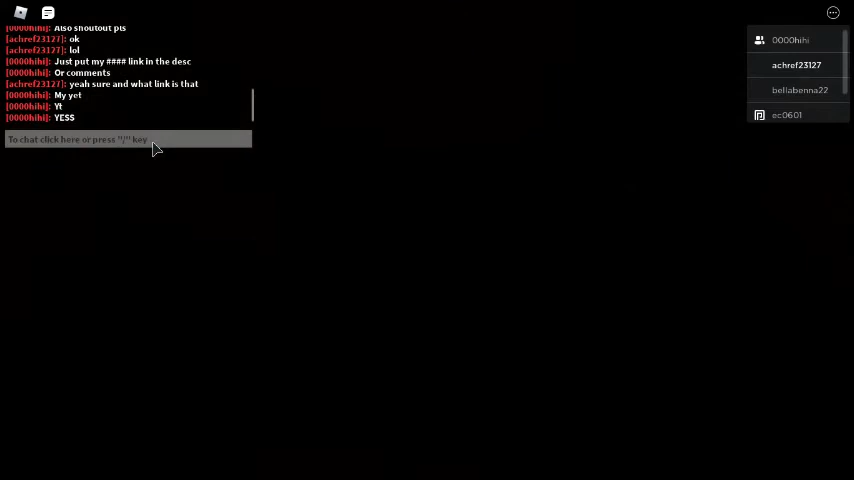 [0000hihi]: Also shoutout pls
[achref23127]: ok
[achref23127]: lol
[0000hihi]: Just put my #### link in the desc
[0000hihi]: Or comments
[achref23127]: yeah sure and what link is that
[0000hihi]: My yet
[0000hihi]: Yt
[0000hihi]: YESS
To chat click here or press "/" key
0000hihi
achref23127
bellabenna22
ec0601